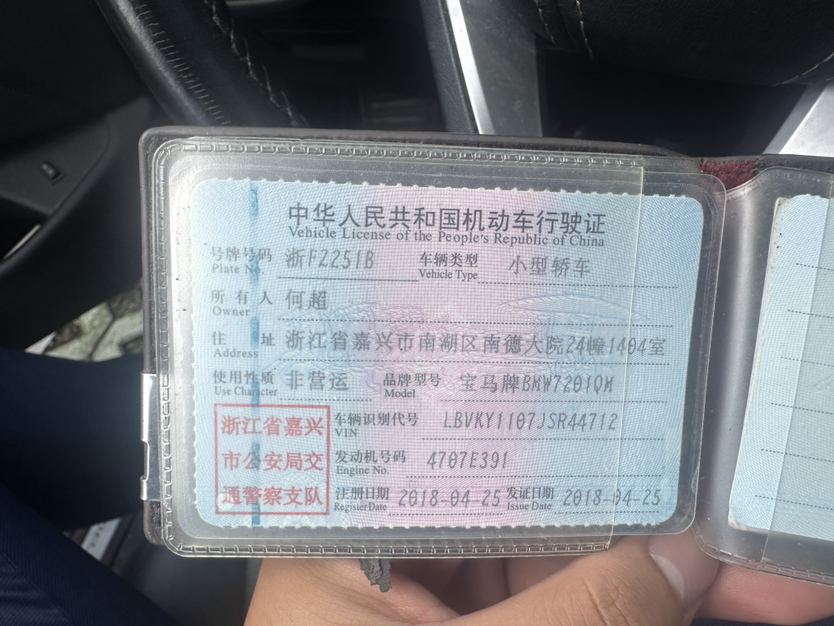 中华人民共和国机动车行驶证
Vehicle License of the People's Republic of China
号牌号码 浙FZ251B 车辆类型 小型轿车
Plate No. Vehicle Type
所有人 何超
Owner
住址 浙江省嘉兴市南湖区南德大院24幢1404室
Address
使用性质 非营运 品牌型号 宝马牌BMW7201QM
Use Character Model
浙江省嘉兴
市公安局交
通警察支队
车辆识别代号 LBVKY1107JSR44712
VIN
发动机号码 4707E391
Engine No.
注册日期 2018-04-25 发证日期 2018-04-25
RegisterDate Issue Date